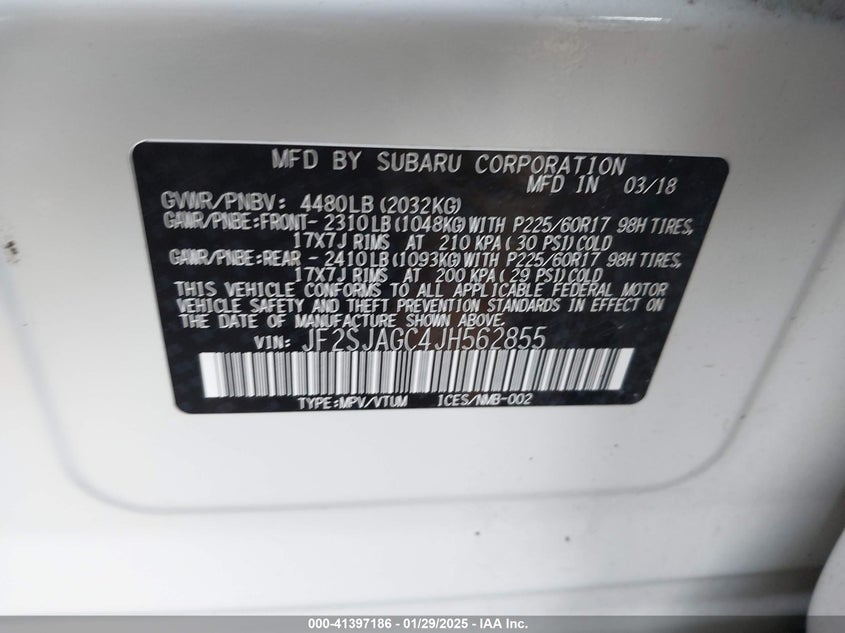 MFD BY SUBARU CORPORATION
MFD IN 03/18
GVWR/PNBV: 4480LB(2032KG)
GAWR/PNBE:FRONT- 2310LB(1048KG)WITH P225/60R17 98H TIRES,
17X7J RIMS AT 210 KPA( 30 PSI)COLD
GAWR/PNBE:REAR - 2410LB(1093KG)WITH P225/60R17 98H TIRES,
17X7J RIMS AT 200 KPA(29 PSI)COLD
THIS VEHICLE CONFORMS TO ALL APPLICABLE FEDERAL MOTOR
VEHICLE SAFETY AND THEFT PREVENTION STANDARDS IN EFFECT ON
THE DATE OF MANUFACTURE SHOWN ABOVE.
VIN: JF2SJAGC4JH562855
TYPE:MPV/VTUM ICES/NMB-002
000-41397186 - 01/29/2025 - IAA Inc.